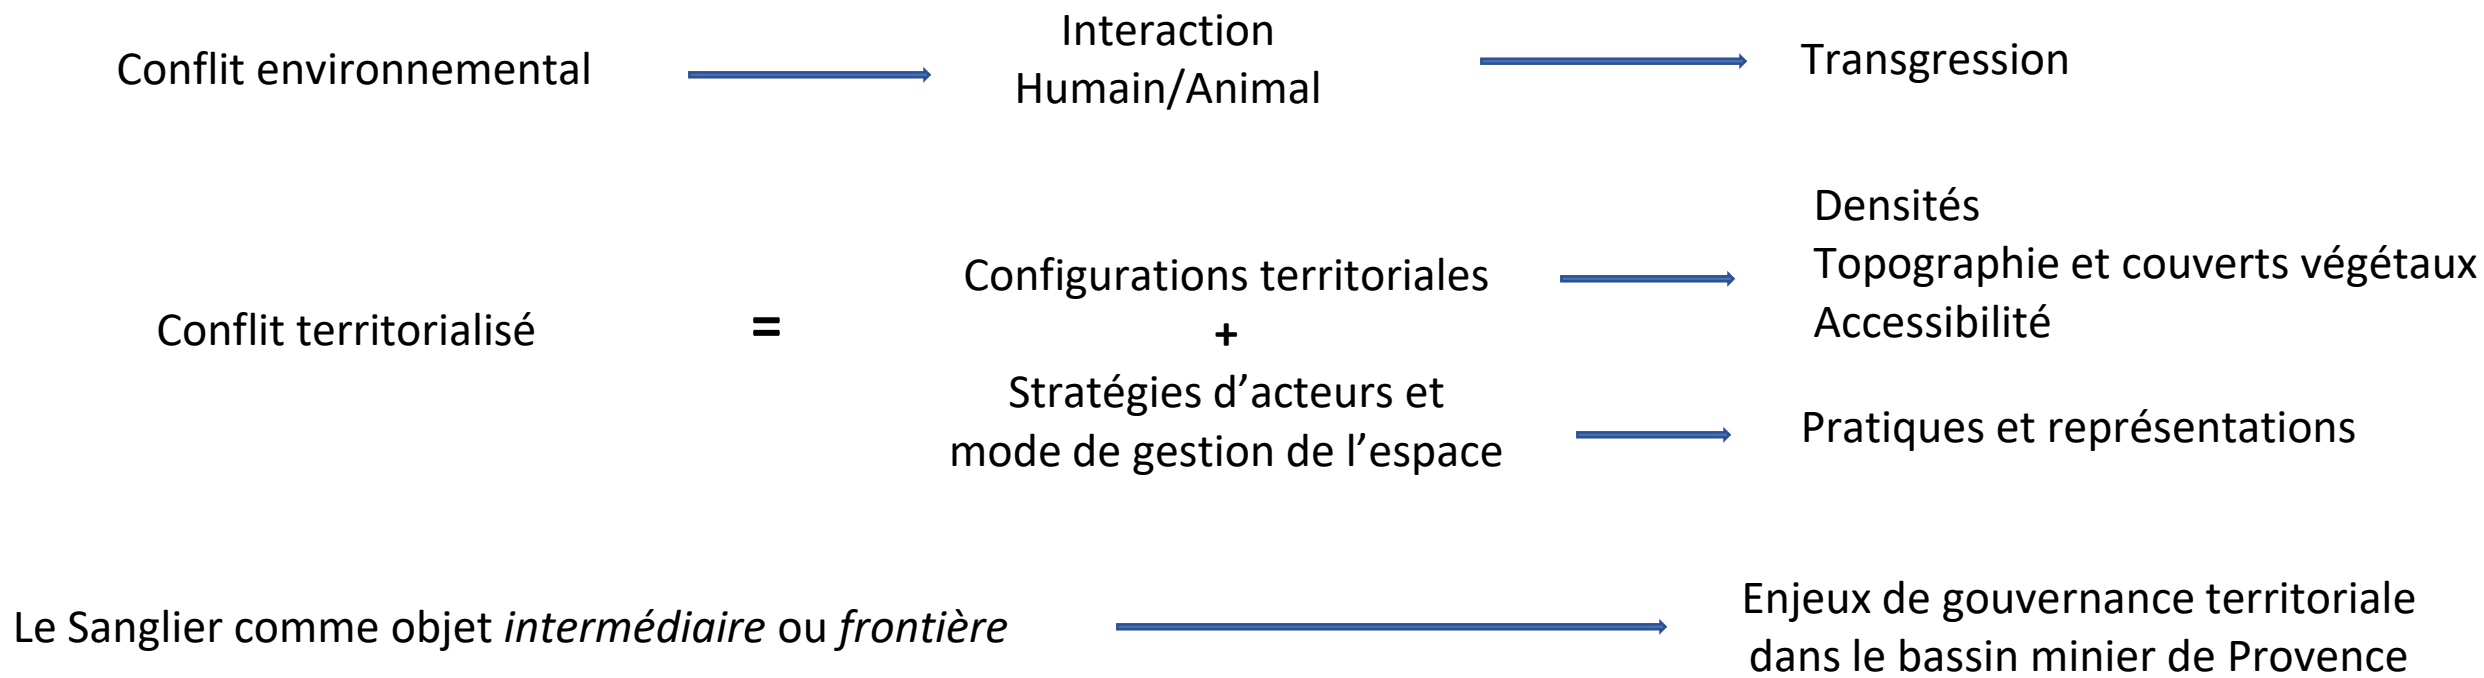 Conflit environnemental
Interaction
Humain/Animal
Transgression
Conflit territorialisé
=
Configurations territoriales
+
Stratégies d’acteurs et
mode de gestion de l’espace
Densités
Topographie et couverts végétaux
Accessibilité
Pratiques et représentations
Le Sanglier comme objet intermédiaire ou frontière
Enjeux de gouvernance territoriale
dans le bassin minier de Provence